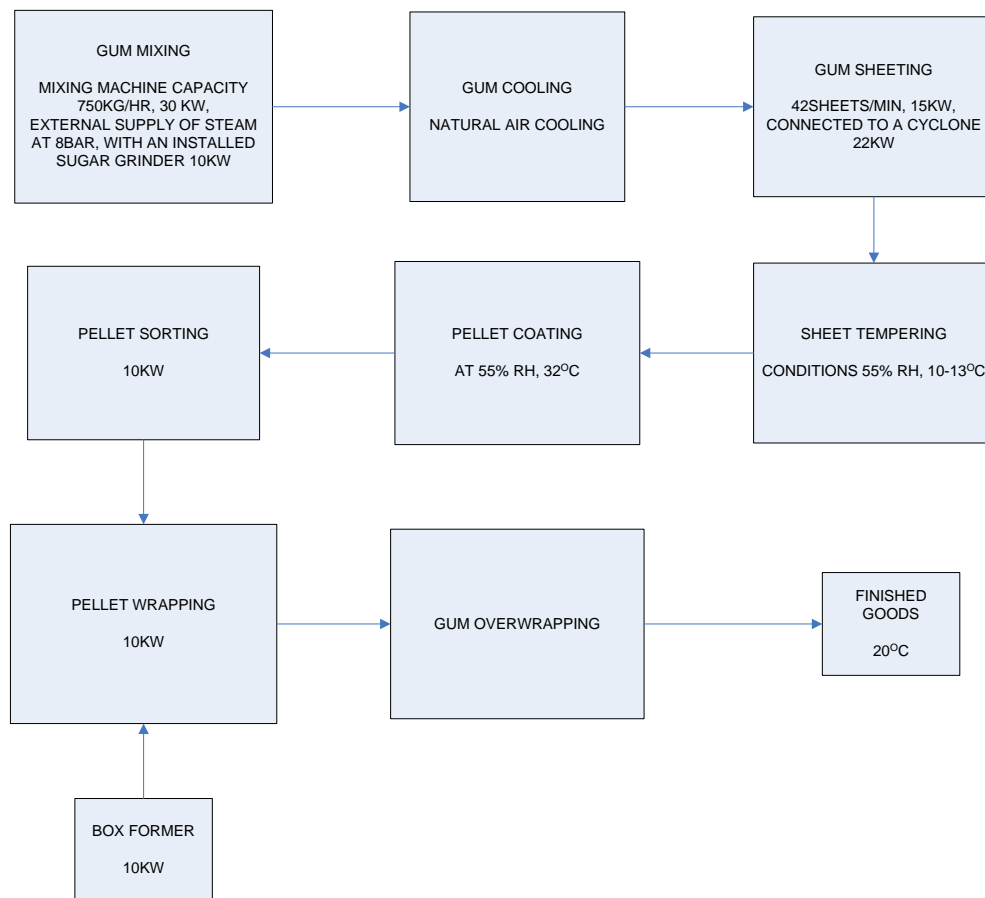 GUM MIXING
MIXING MACHINE CAPACITY
750KG/HR, 30 KW,
EXTERNAL SUPPLY OF STEAM
AT 8BAR, WITH AN INSTALLED
SUGAR GRINDER 10KW
GUM COOLING
NATURAL AIR COOLING
GUM SHEETING
42SHEETS/MIN, 15KW,
CONNECTED TO A CYCLONE
22KW
SHEET TEMPERING
CONDITIONS 55% RH, 10-13ᴼC
PELLET COATING
AT 55% RH, 32ᴼC
PELLET SORTING
10KW
PELLET WRAPPING
10KW
BOX FORMER
10KW
GUM OVERWRAPPING
FINISHED
GOODS
20ᴼC